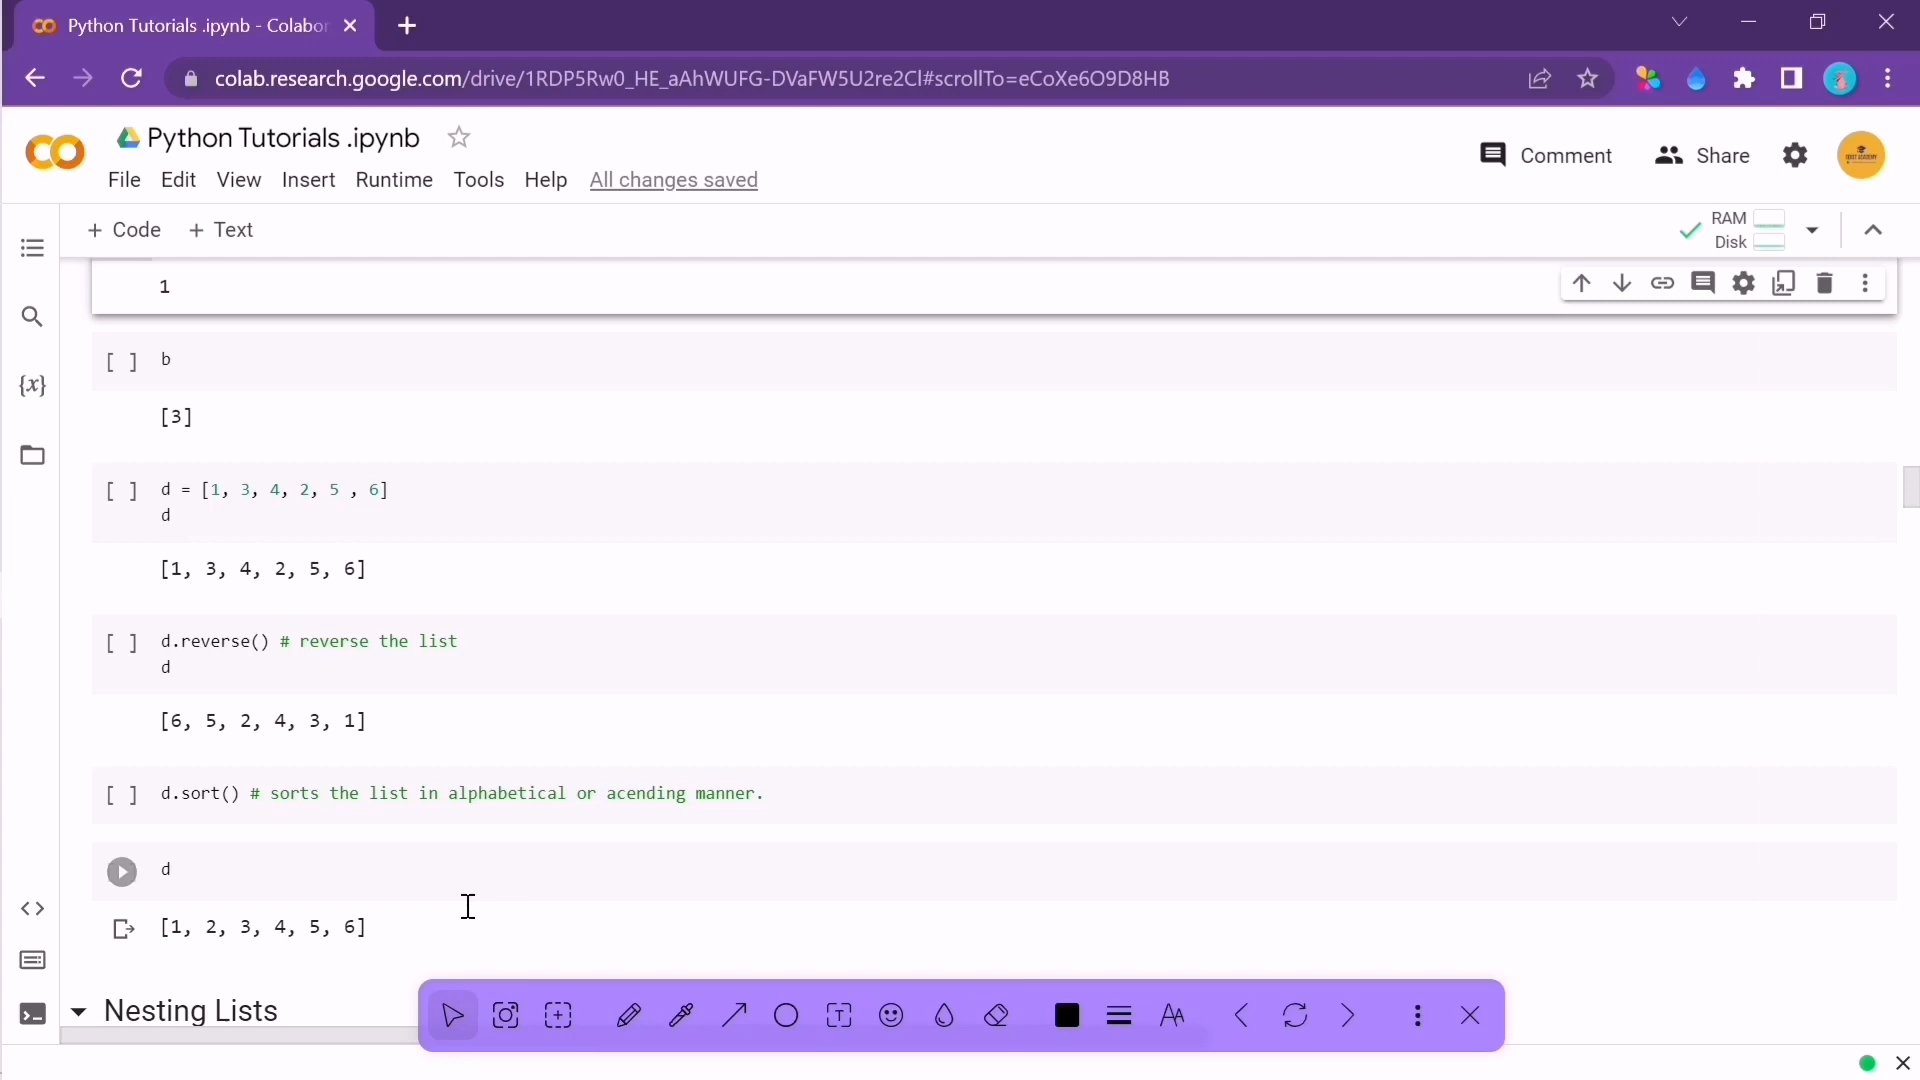 Python Tutorials .ipynb - Colabor
colab.research.google.com/drive/1RDP5Rw0_HE_aAhWUFG-DVaFW5U2re2Cl#scrollTo=eCoXe6O9D8HB
Python Tutorials .ipynb
Comment
Share
File Edit View Insert Runtime Tools Help All changes saved
+ Code + Text
RAM
Disk
1
[ ] b
[3]
[ ] d = [1, 3, 4, 2, 5 , 6]
d
[1, 3, 4, 2, 5, 6]
[ ] d.reverse() # reverse the list
d
[6, 5, 2, 4, 3, 1]
[ ] d.sort() # sorts the list in alphabetical or acending manner.
d
[1, 2, 3, 4, 5, 6]
Nesting Lists